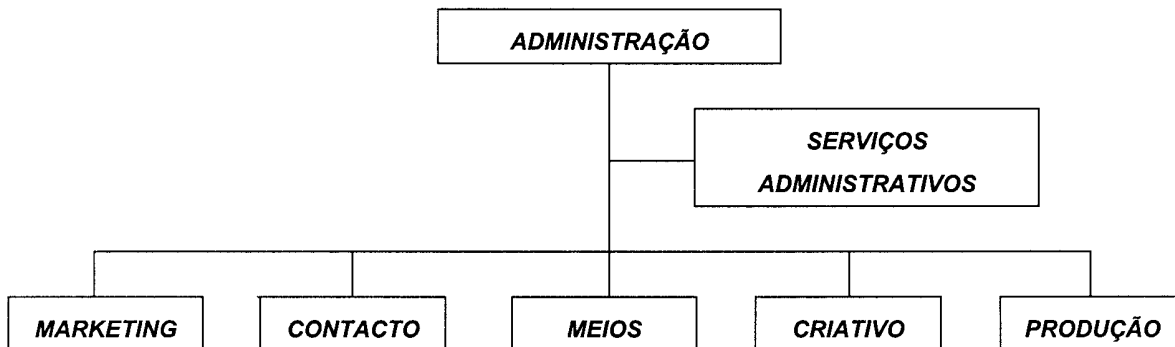 ADMINISTRAÇÃO
SERVIÇOS
ADMINISTRATIVOS
MARKETING
CONTACTO
MEIOS
CRIATIVO
PRODUÇÃO